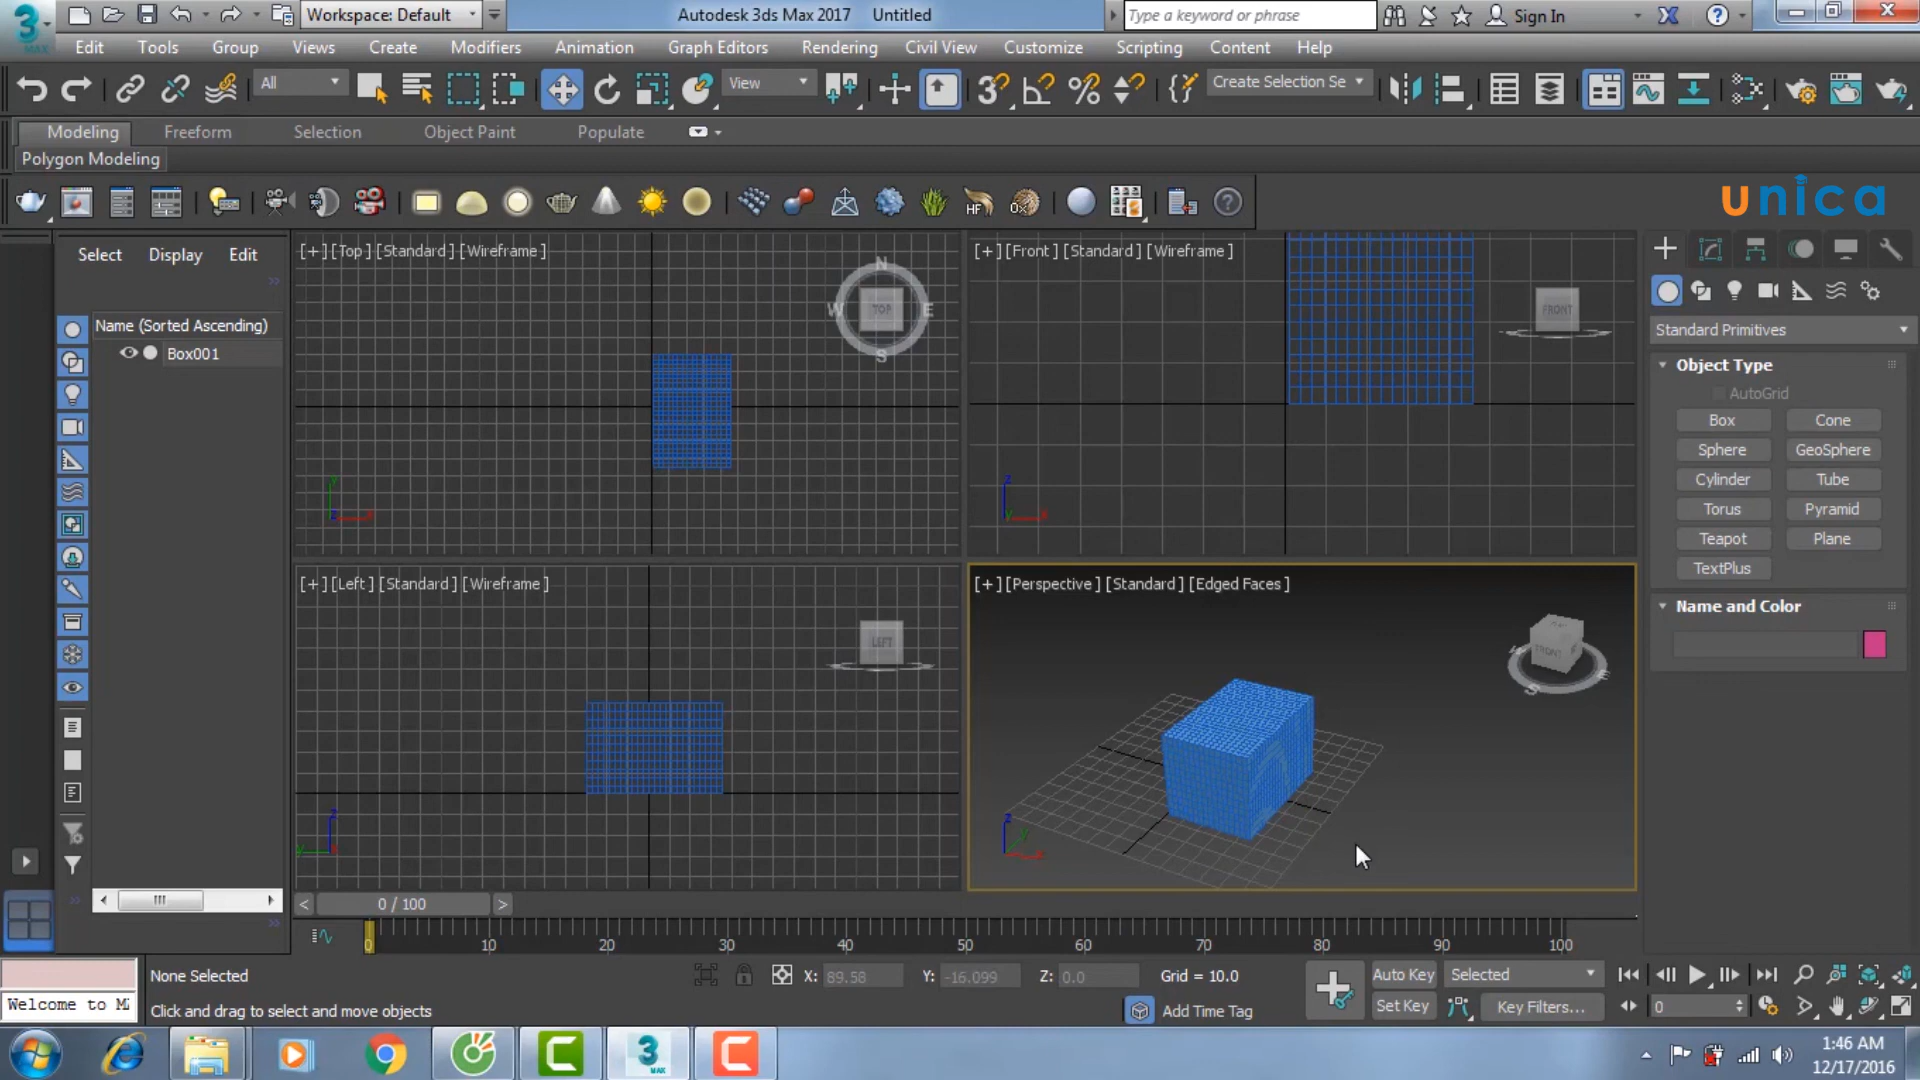 Workspace: Default
Autodesk 3ds Max 2017 Untitled
Type a keyword or phrase
Sign In
MAX
Edit Tools Group Views Create Modifiers Animation Graph Editors Rendering Civil View Customize Scripting Content Help
All
View
Create Selection Se
Modeling Freeform Selection Object Paint Populate
Polygon Modeling
unica
Select Display Edit
Name (Sorted Ascending)
Box001
[+] [Top] [Standard] [Wireframe]
N
W TOP E
S
[+] [Front] [Standard] [Wireframe]
FRONT
[+] [Left] [Standard] [Wireframe]
LEFT
[+] [Perspective] [Standard] [Edged Faces]
FRONT
S E
Standard Primitives
Object Type
AutoGrid
Box Cone
Sphere GeoSphere
Cylinder Tube
Torus Pyramid
Teapot Plane
TextPlus
Name and Color
< 0 / 100 >
0 10 20 30 40 50 60 70 80 90 100
None Selected
X: 89.58 Y: -16.099 Z: 0.0 Grid = 10.0
Auto Key Selected
Welcome to M
Click and drag to select and move objects
Add Time Tag
Set Key Key Filters...
0
1:46 AM
12/17/2016